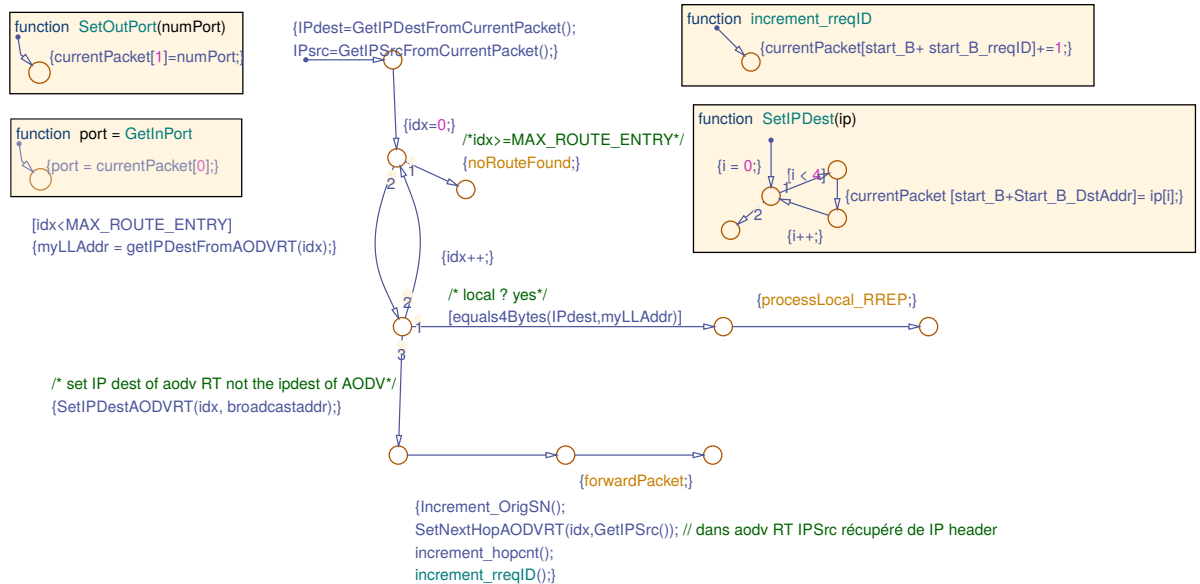 function SetOutPort(numPort)
{currentPacket[1]=numPort;}
function port = GetInPort
{port = currentPacket[0];}
{IPdest=GetIPDestFromCurrentPacket();
IPsrc=GetIPSrcFromCurrentPacket();}
function increment_rreqID
{currentPacket[start_B+ start_B_rreqID]+=1;}
function SetIPDest(ip)
{i = 0;}
[i < 4]
1
{currentPacket [start_B+Start_B_DstAddr]= ip[i];}
2
{i++;}
{idx=0;}
/*idx>=MAX_ROUTE_ENTRY*/
{noRouteFound;}
1
2
[idx<MAX_ROUTE_ENTRY]
{myLLAddr = getIPDestFromAODVRT(idx);}
{idx++;}
/* local ? yes*/
[equals4Bytes(IPdest,myLLAddr)]
{processLocal_RREP;}
2
1
3
/* set IP dest of aodv RT not the ipdest of AODV*/
{SetIPDestAODVRT(idx, broadcastaddr);}
{forwardPacket;}
{Increment_OrigSN();
SetNextHopAODVRT(idx,GetIPSrc()); // dans aodv RT IPSrc récupéré de IP header
increment_hopcnt();
increment_rreqID();}